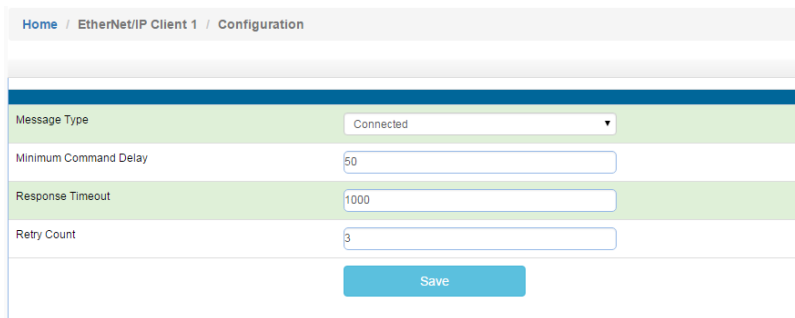 Home / EtherNet/IP Client 1 / Configuration
Message Type Connected
Minimum Command Delay 50
Response Timeout 1000
Retry Count 3
Save